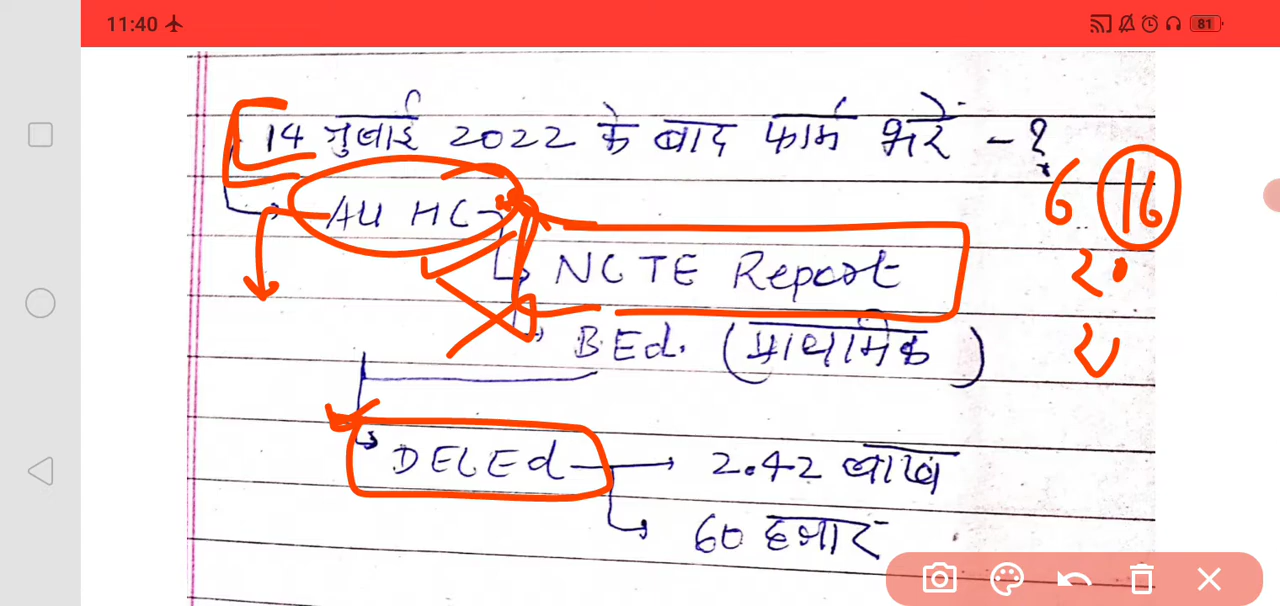 11:40
81
14 जुलाई 2022 के बाद फार्म भरे - ?
6 16
AU HC
NCTE Report
20
BEd. (प्राथमिक)
DELEd → 2.42 लाख
60 हजार